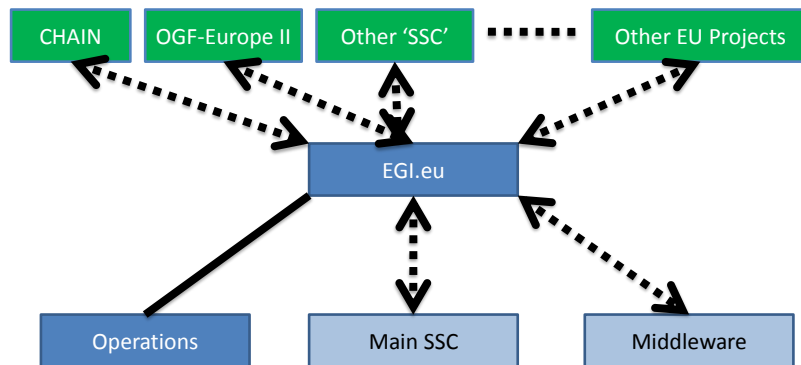 CHAIN
OGF-Europe II
Other ‘SSC’
Other EU Projects
EGI.eu
Operations
Main SSC
Middleware